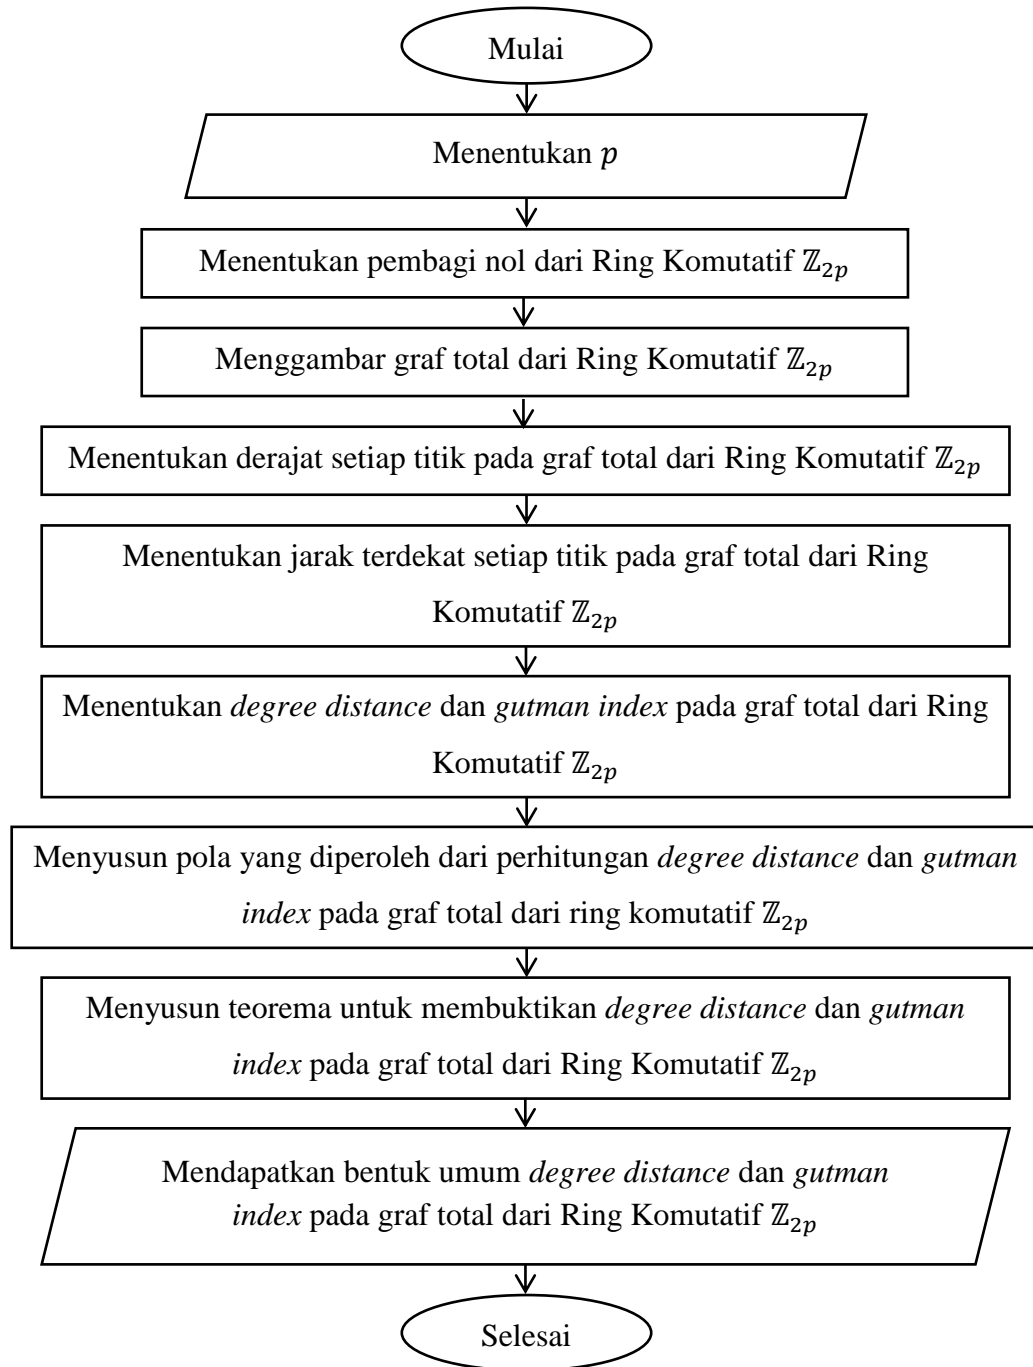 Mulai
Menentukan 𝑝
Menentukan pembagi nol dari Ring Komutatif ℤ₂𝑝
Menggambar graf total dari Ring Komutatif ℤ₂𝑝
Menentukan derajat setiap titik pada graf total dari Ring Komutatif ℤ₂𝑝
Menentukan jarak terdekat setiap titik pada graf total dari Ring
Komutatif ℤ₂𝑝
Menentukan degree distance dan gutman index pada graf total dari Ring
Komutatif ℤ₂𝑝
Menyusun pola yang diperoleh dari perhitungan degree distance dan gutman
index pada graf total dari ring komutatif ℤ₂𝑝
Menyusun teorema untuk membuktikan degree distance dan gutman
index pada graf total dari Ring Komutatif ℤ₂𝑝
Mendapatkan bentuk umum degree distance dan gutman
index pada graf total dari Ring Komutatif ℤ₂𝑝
Selesai